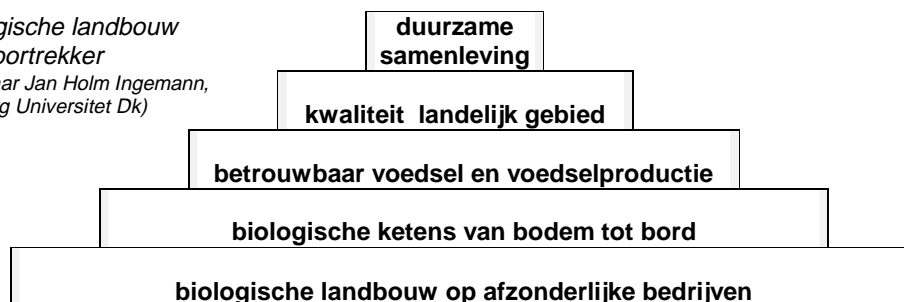 gische landbouw
oortrekker
ar Jan Holm Ingemann,
g Universitet Dk)
duurzame
samenleving
kwaliteit landelijk gebied
betrouwbaar voedsel en voedselproductie
biologische ketens van bodem tot bord
biologische landbouw op afzonderlijke bedrijven